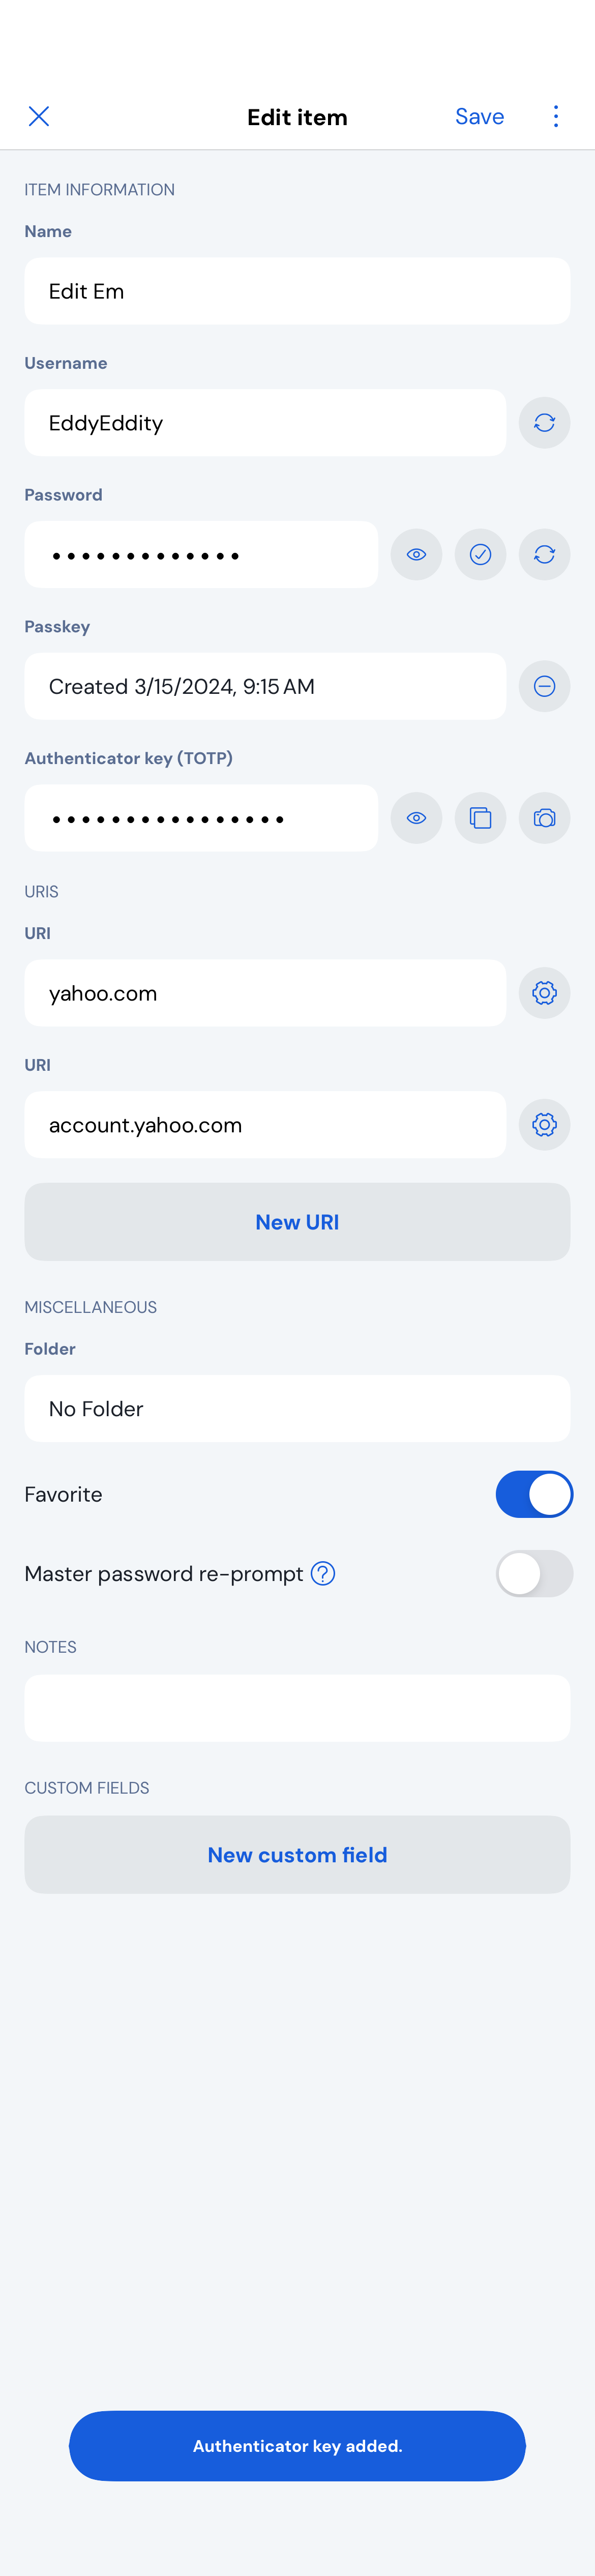 Edit item
Save
ITEM INFORMATION
Name
Edit Em
Username
EddyEddity
Password
•••••••••••••
Passkey
Created 3/15/2024, 9:15 AM
Authenticator key (TOTP)
••••••••••••••••
URIS
URI
yahoo.com
URI
account.yahoo.com
New URI
MISCELLANEOUS
Folder
No Folder
Favorite
Master password re-prompt ?
NOTES
CUSTOM FIELDS
New custom field
Authenticator key added.